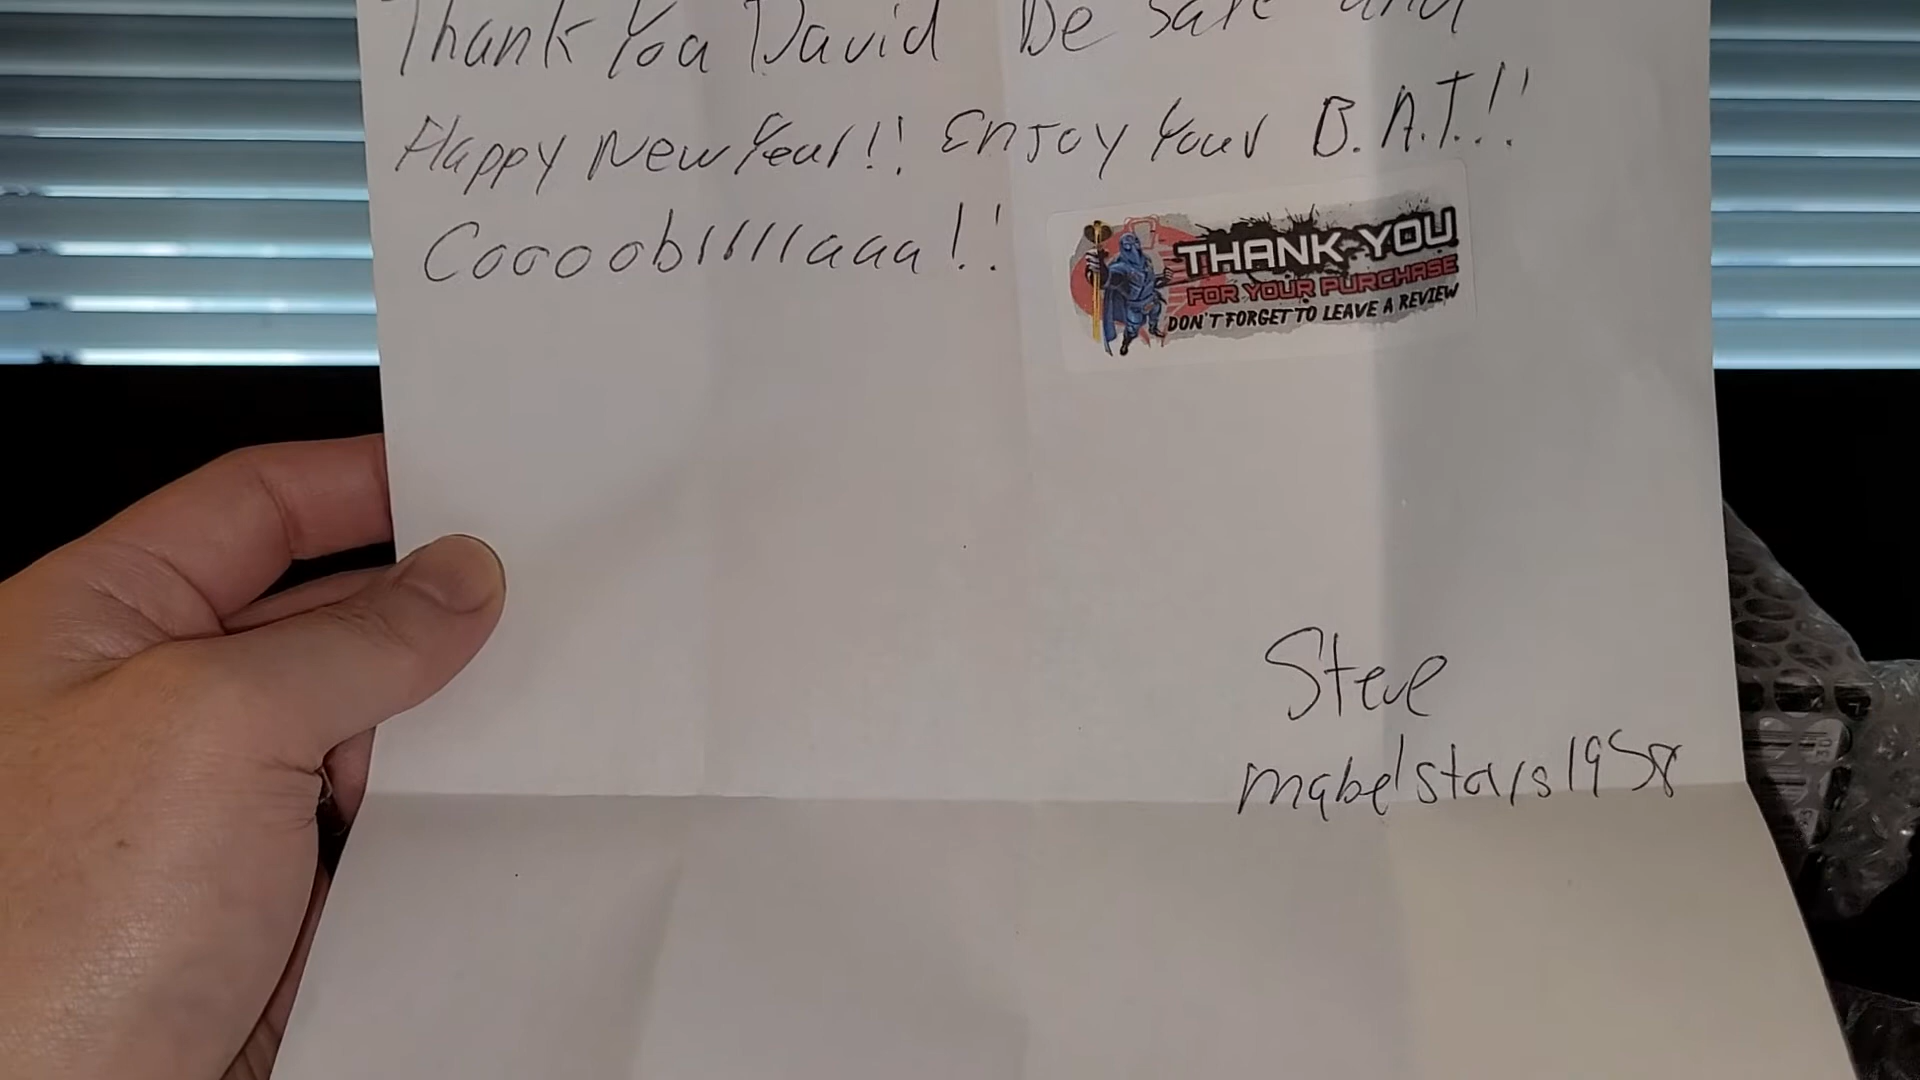 Thank You David Be Safe and
Happy New Year!! Enjoy Your B.A.T.!!
Cooooobllllaaa!!
THANK YOU
FOR YOUR PURCHASE
DON'T FORGET TO LEAVE A REVIEW
Steve
mabelstars1958